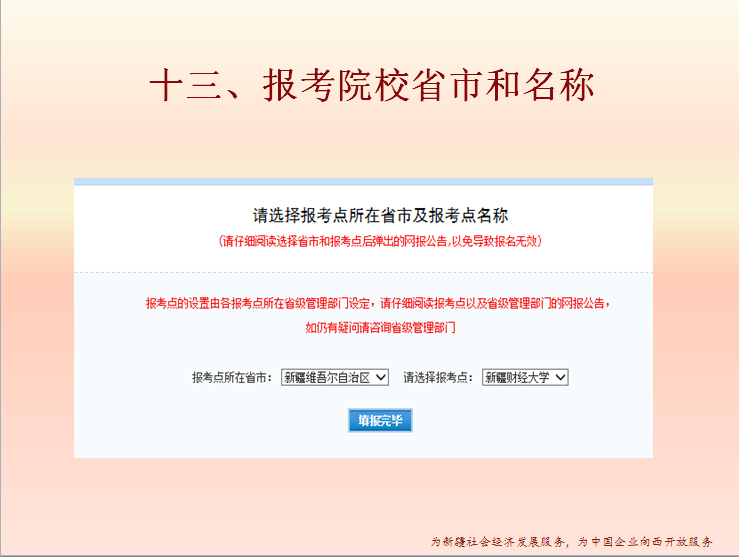 十三、报考院校省市和名称
请选择报考点所在省市及报考点名称
(请仔细阅读选择省市和报考点后弹出的网报公告,以免导致报名无效)
报考点的设置由各报考点所在省级管理部门设定，请仔细阅读报考点以及省级管理部门的网报公告，
如仍有疑问请咨询省级管理部门
报考点所在省市： 新疆维吾尔自治区 请选择报考点： 新疆财经大学
填报完毕
为新疆社会经济发展服务，为中国企业向西开放服务